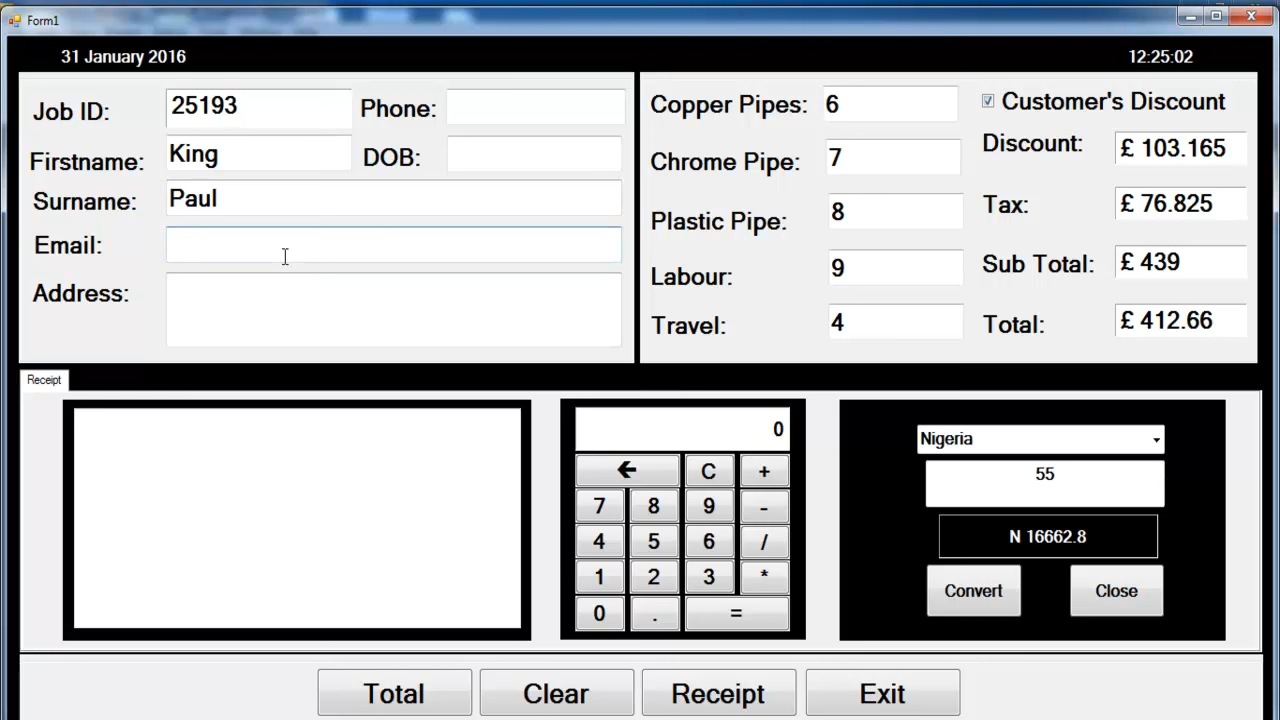 Form1
31 January 2016
12:25:02
Job ID: 25193 Phone:
Firstname: King DOB:
Surname: Paul
Email:
Address:
Copper Pipes: 6
Chrome Pipe: 7
Plastic Pipe: 8
Labour: 9
Travel: 4
Customer's Discount
Discount: £ 103.165
Tax: £ 76.825
Sub Total: £ 439
Total: £ 412.66
Receipt
0
← C +
7 8 9 -
4 5 6 /
1 2 3 *
0 . =
Nigeria
55
N 16662.8
Convert Close
Total Clear Receipt Exit